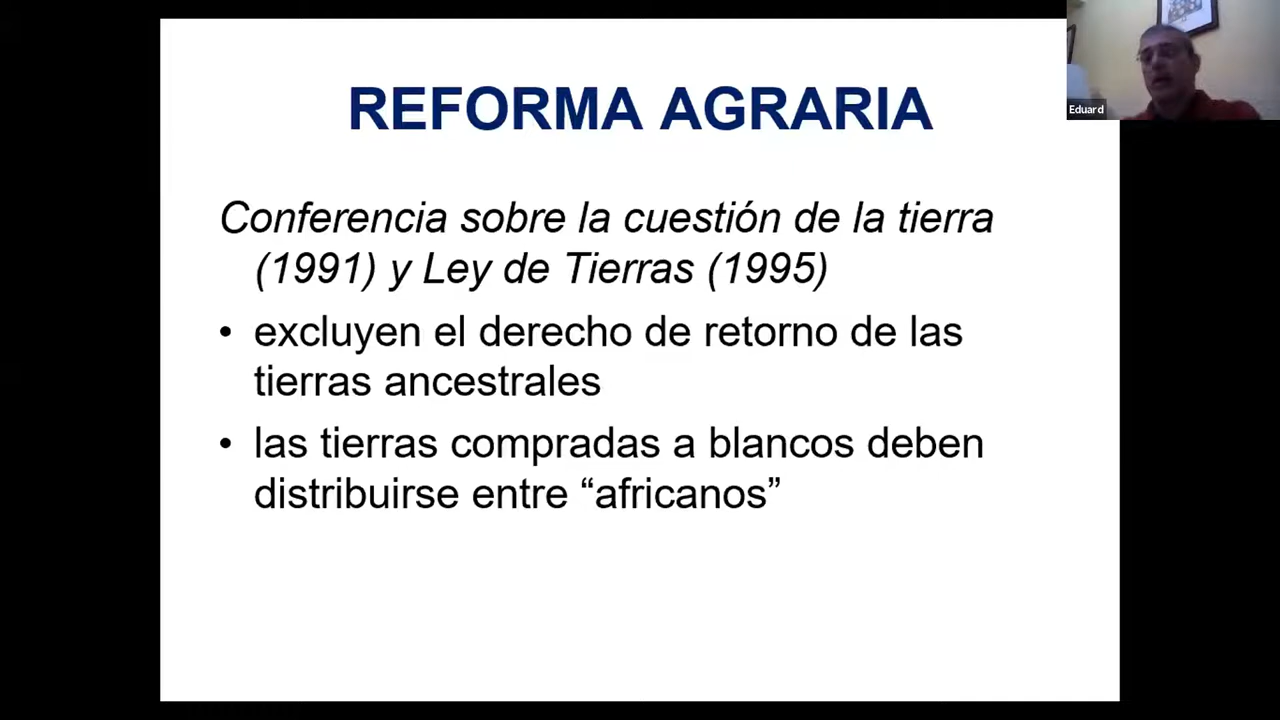 REFORMA AGRARIA
Eduard
Conferencia sobre la cuestión de la tierra
(1991) y Ley de Tierras (1995)
• excluyen el derecho de retorno de las
tierras ancestrales
• las tierras compradas a blancos deben
distribuirse entre “africanos”